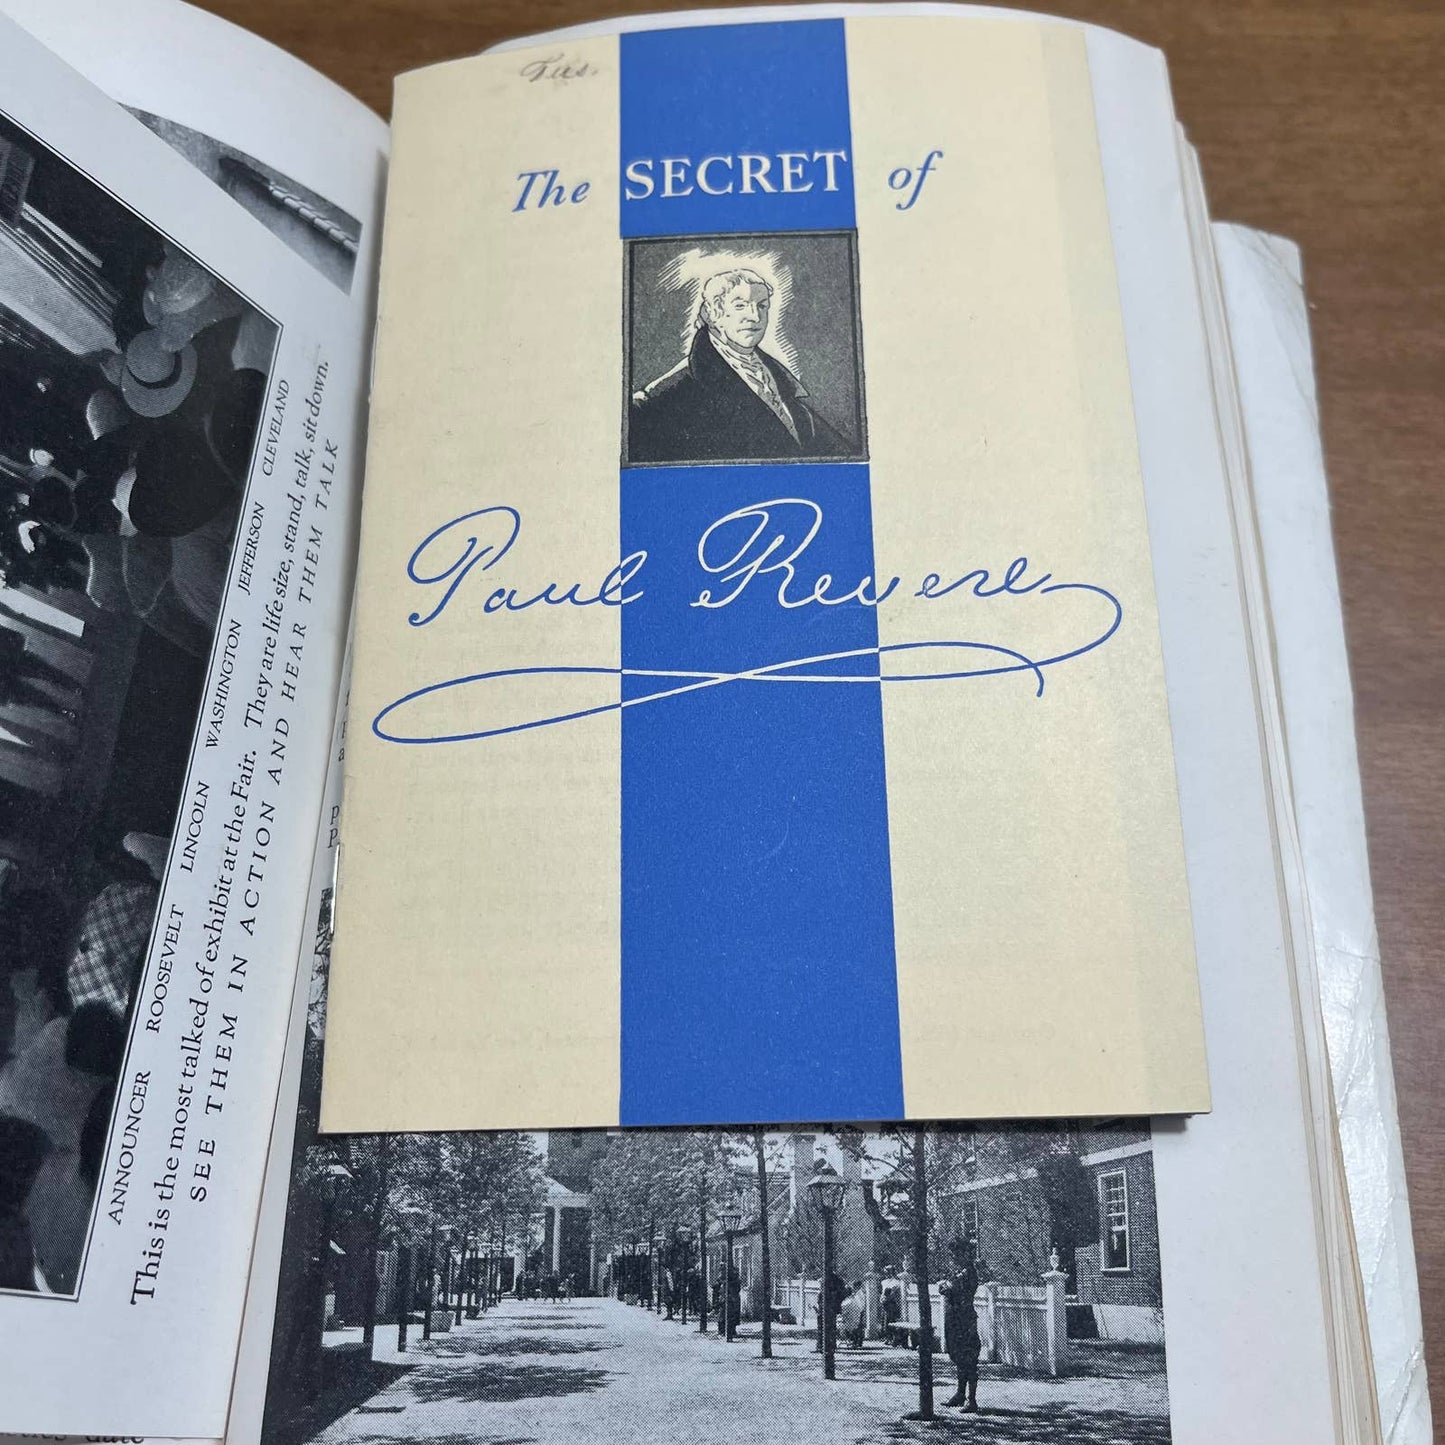 The SECRET of
Paul Revere
ANNOUNCER ROOSEVELT LINCOLN WASHINGTON JEFFERSON CLEVELAND
This is the most talked of exhibit at the Fair. They are life size, stand, talk, sit down.
SEE THEM IN ACTION AND HEAR THEM TALK